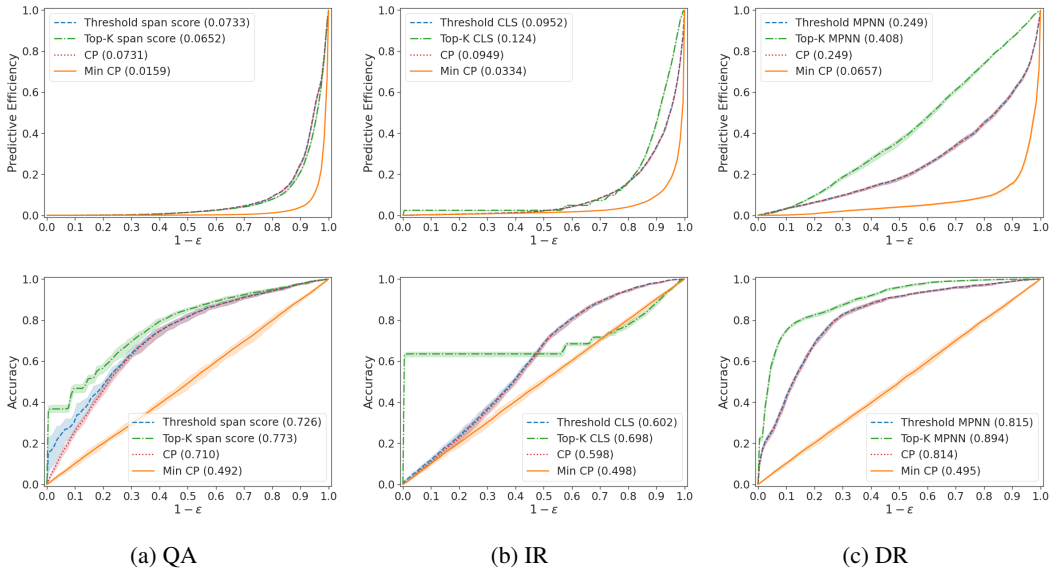 Predictive Efficiency
1.0
0.8
0.6
0.4
0.2
0.0
Threshold span score (0.0733)
Top-K span score (0.0652)
CP (0.0731)
Min CP (0.0159)
0.0 0.1 0.2 0.3 0.4 0.5 0.6 0.7 0.8 0.9 1.0
1 − ε
Predictive Efficiency
1.0
0.8
0.6
0.4
0.2
0.0
Threshold CLS (0.0952)
Top-K CLS (0.124)
CP (0.0949)
Min CP (0.0334)
0.0 0.1 0.2 0.3 0.4 0.5 0.6 0.7 0.8 0.9 1.0
1 − ε
Predictive Efficiency
1.0
0.8
0.6
0.4
0.2
0.0
Threshold MPNN (0.249)
Top-K MPNN (0.408)
CP (0.249)
Min CP (0.0657)
0.0 0.1 0.2 0.3 0.4 0.5 0.6 0.7 0.8 0.9 1.0
1 − ε
Accuracy
1.0
0.8
0.6
0.4
0.2
0.0
Threshold span score (0.726)
Top-K span score (0.773)
CP (0.710)
Min CP (0.492)
0.0 0.1 0.2 0.3 0.4 0.5 0.6 0.7 0.8 0.9 1.0
1 − ε
Accuracy
1.0
0.8
0.6
0.4
0.2
0.0
Threshold CLS (0.602)
Top-K CLS (0.698)
CP (0.598)
Min CP (0.498)
0.0 0.1 0.2 0.3 0.4 0.5 0.6 0.7 0.8 0.9 1.0
1 − ε
Accuracy
1.0
0.8
0.6
0.4
0.2
0.0
Threshold MPNN (0.815)
Top-K MPNN (0.894)
CP (0.814)
Min CP (0.495)
0.0 0.1 0.2 0.3 0.4 0.5 0.6 0.7 0.8 0.9 1.0
1 − ε
(a) QA
(b) IR
(c) DR